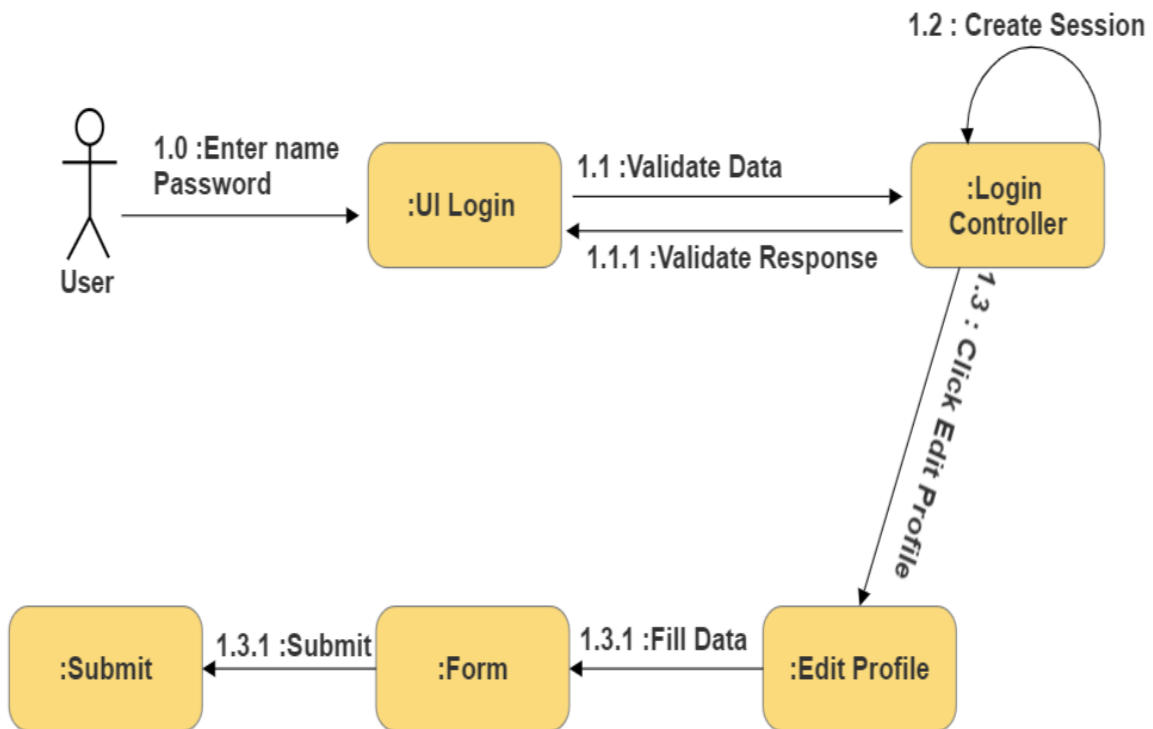 1.2 : Create Session
1.0 :Enter name
Password
User
:UI Login
1.1 :Validate Data
1.1.1 :Validate Response
:Login
Controller
1.3 : Click Edit Profile
:Submit
1.3.1 :Submit
:Form
1.3.1 :Fill Data
:Edit Profile